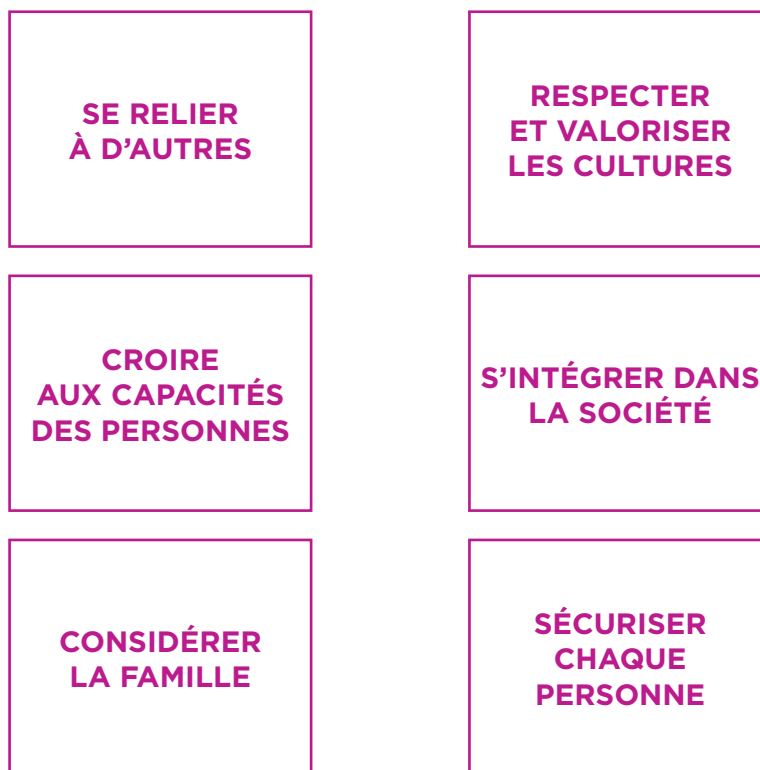 SE RELIER
À D’AUTRES
RESPECTER
ET VALORISER
LES CULTURES
CROIRE
AUX CAPACITÉS
DES PERSONNES
S’INTÉGRER DANS
LA SOCIÉTÉ
CONSIDÉRER
LA FAMILLE
SÉCURISER
CHAQUE
PERSONNE